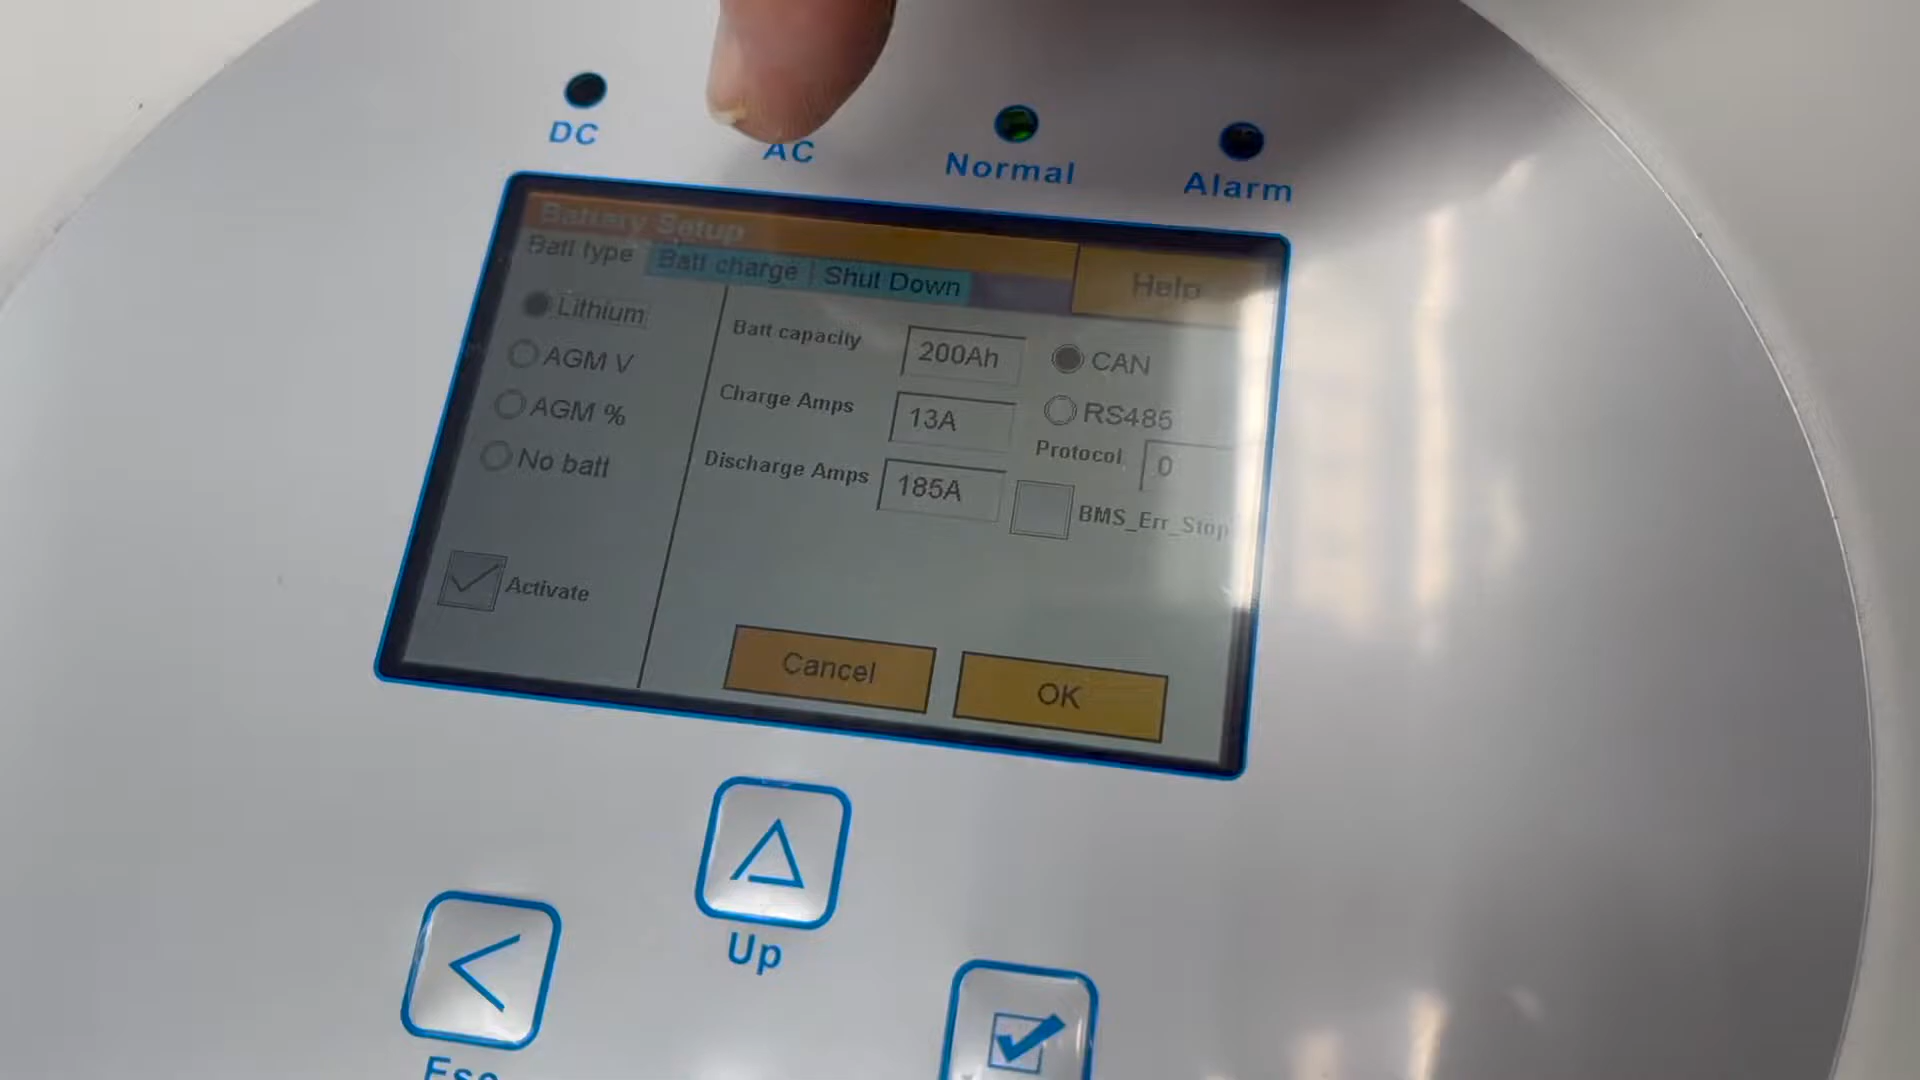 DC
AC
Normal
Alarm
Battery Setup
Batt type
Batt charge
Shut Down
Help
Lithium
AGM V
AGM %
No batt
Activate
Batt capacity 200Ah
Charge Amps 13A
Discharge Amps 185A
CAN
RS485
Protocol 0
BMS_Err_Stop
Cancel
OK
Up
Esc